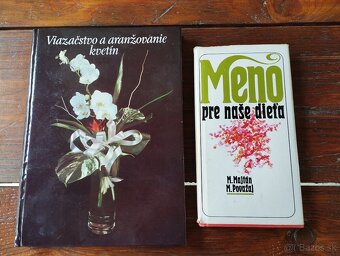 Viazačstvo a aranžovanie
kvetín
Meno
pre naše dieťa
M. Majtán
M. Považaj
Bazos.sk